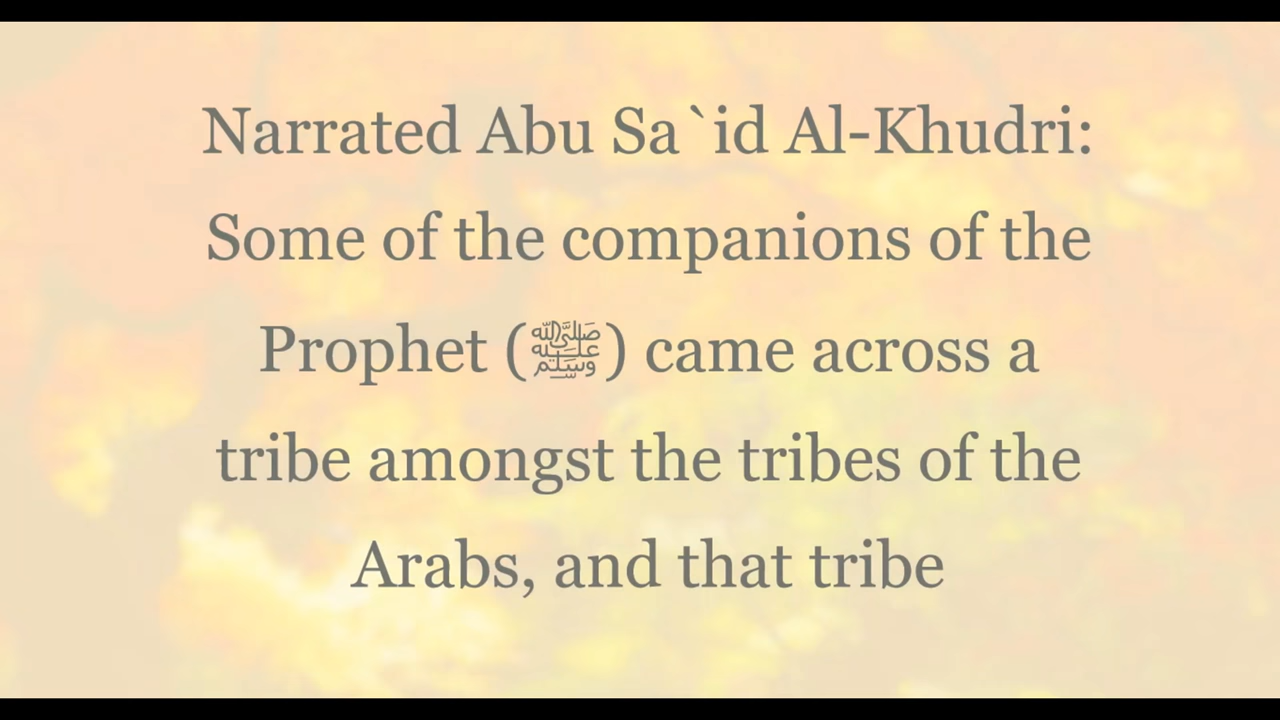 Narrated Abu Sa`id Al-Khudri:
Some of the companions of the
Prophet (ﷺ) came across a
tribe amongst the tribes of the
Arabs, and that tribe